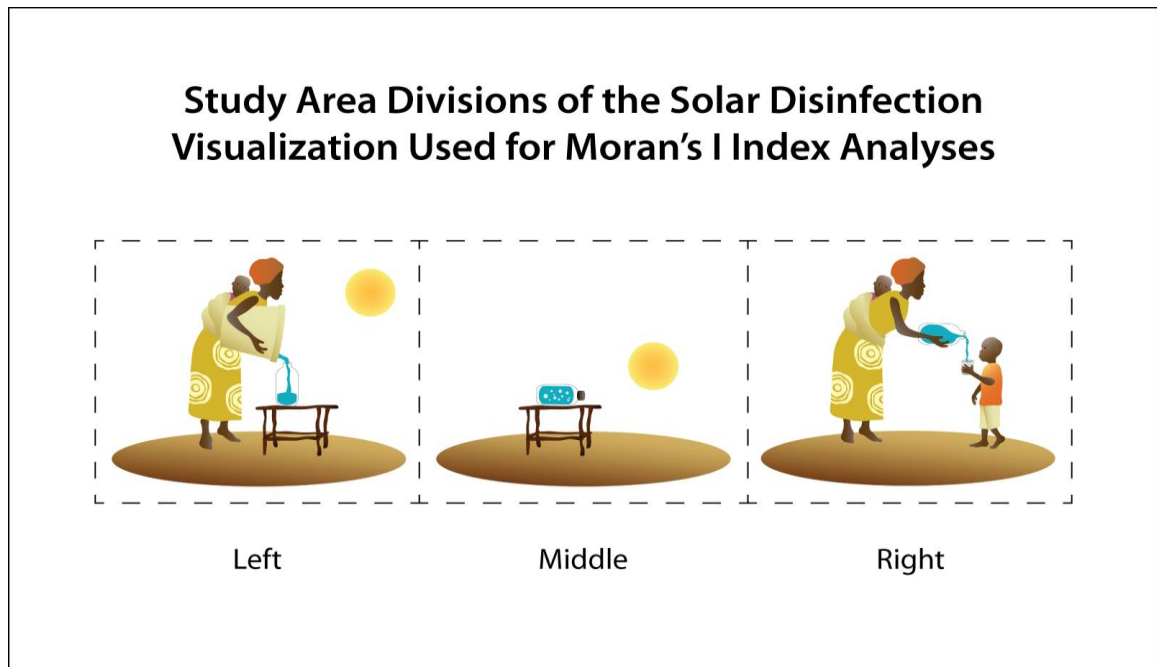 Study Area Divisions of the Solar Disinfection
Visualization Used for Moran’s I Index Analyses
Left
Middle
Right